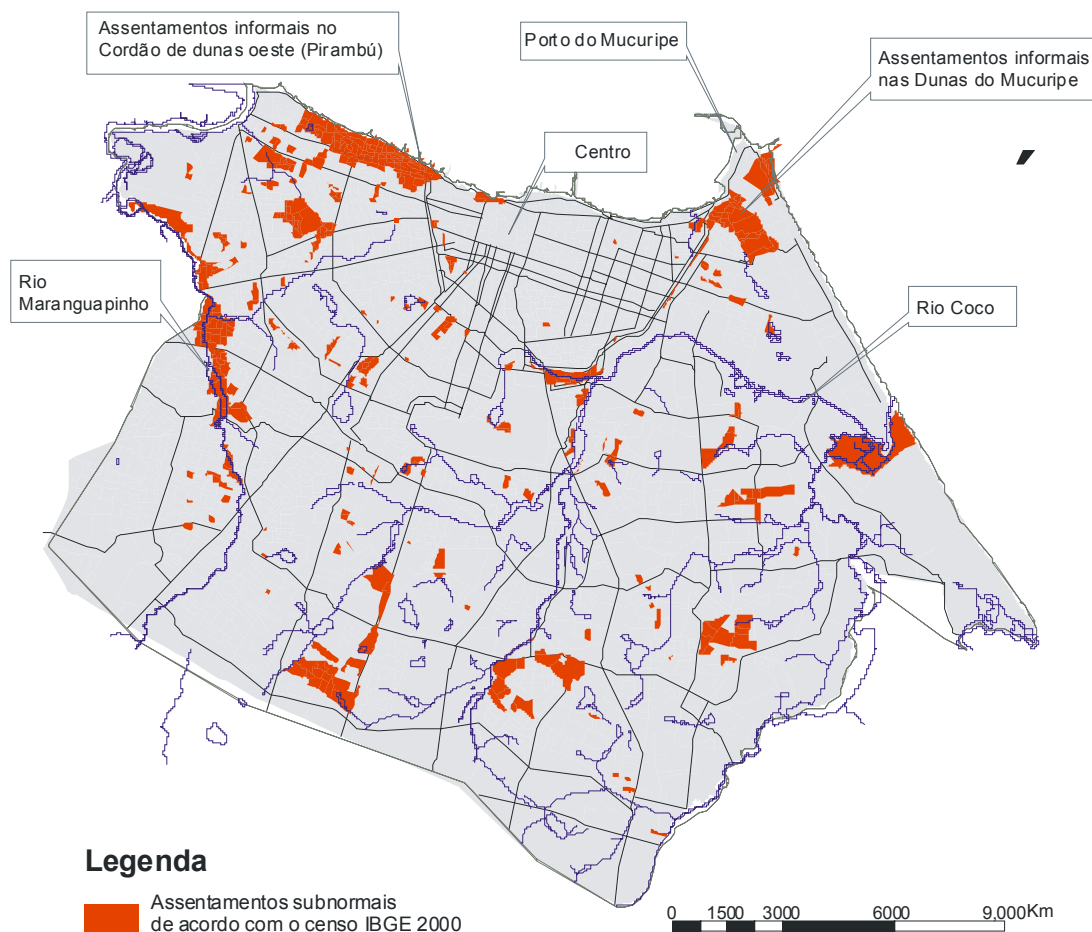 Assentamentos informais no
Cordão de dunas oeste (Pirambú)
Porto do Mucuripe
Assentamentos informais
nas Dunas do Mucuripe
Centro
Rio
Maranguapinho
Rio Coco
Legenda
Assentamentos subnormais
de acordo com o censo IBGE 2000
0 1500 3000 6000 9,000Km